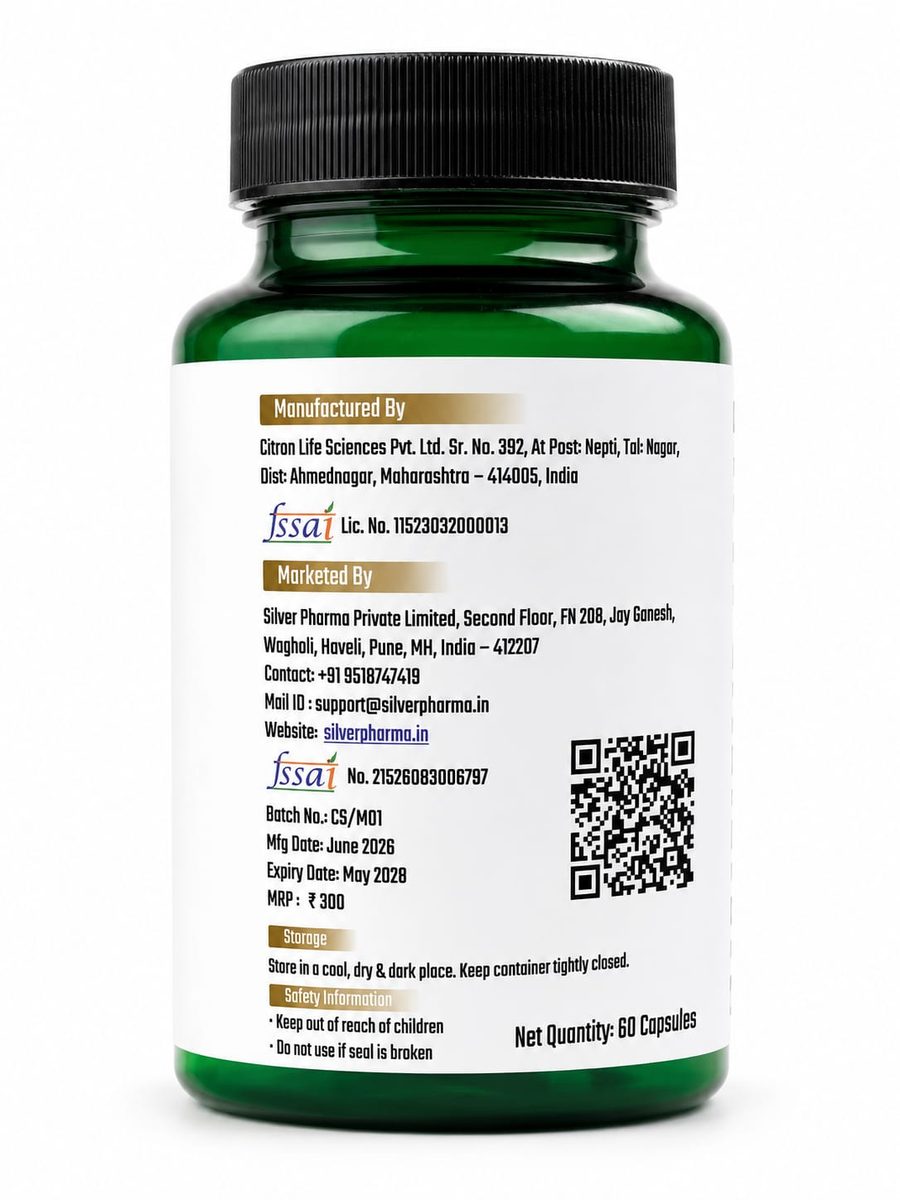 Manufactured By
Citron Life Sciences Pvt. Ltd. Sr. No. 392, At Post: Nepti, Tal: Nagar,
Dist: Ahmednagar, Maharashtra – 414005, India
fssai Lic. No. 11523032000013
Marketed By
Silver Pharma Private Limited, Second Floor, FN 208, Jay Ganesh,
Wagholi, Haveli, Pune, MH, India – 412207
Contact: +91 9518747419
Mail ID : support@silverpharma.in
Website: silverpharma.in
fssai No. 21526083006797
Batch No.: CS/M01
Mfg Date: June 2026
Expiry Date: May 2028
MRP : ₹ 300
Storage
Store in a cool, dry & dark place. Keep container tightly closed.
Safety Information
· Keep out of reach of children
· Do not use if seal is broken
Net Quantity: 60 Capsules